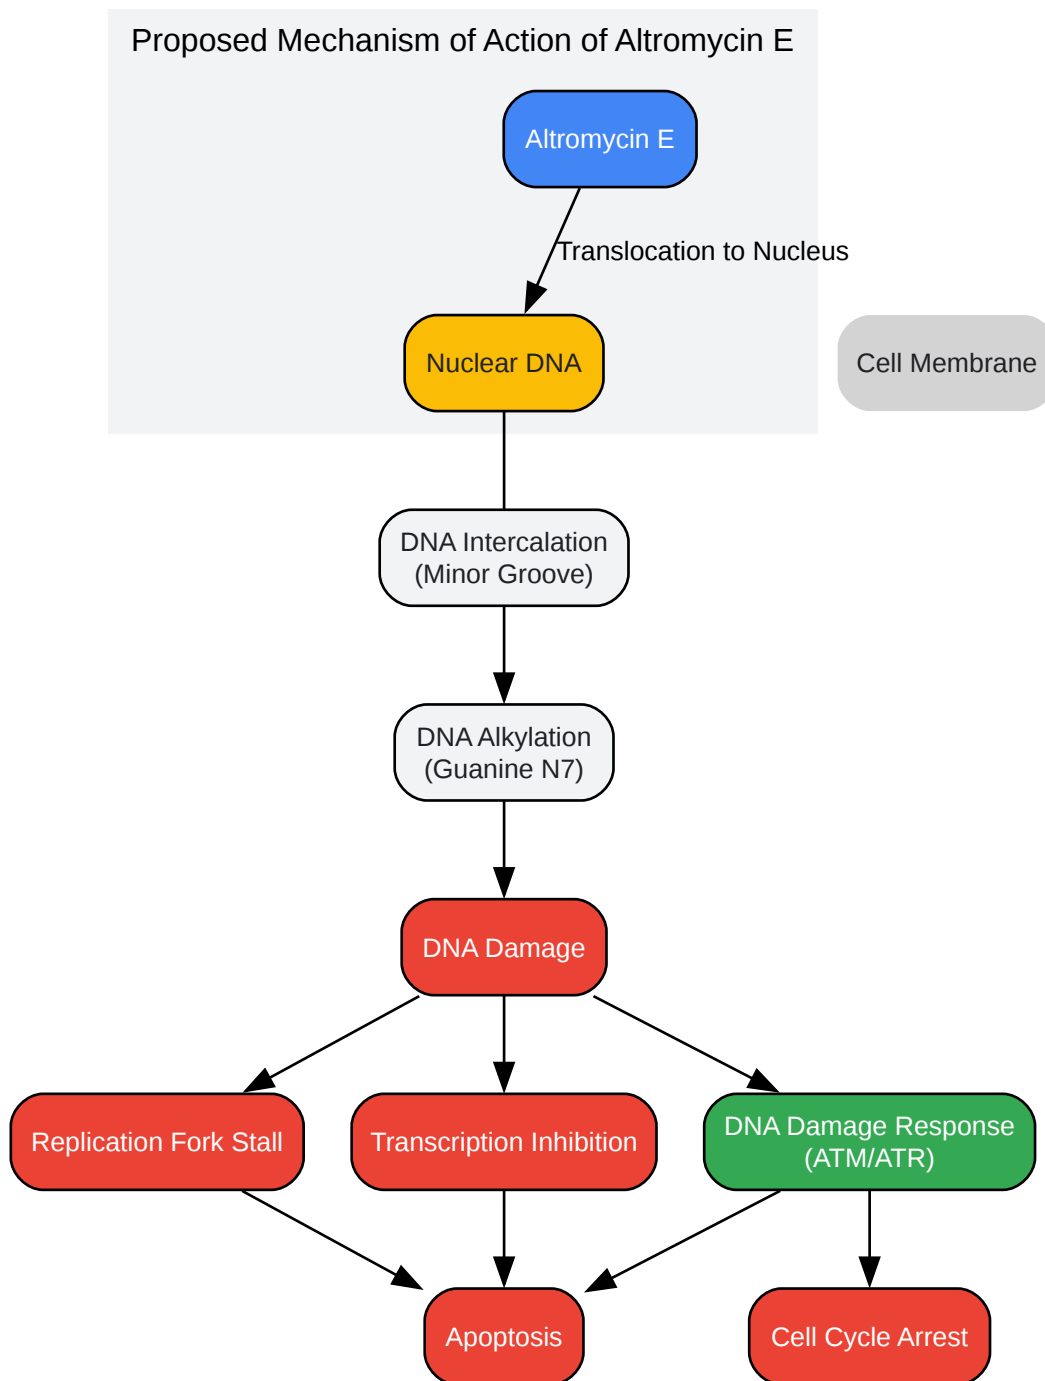 Proposed Mechanism of Action of Altromycin E
Altromycin E
Translocation to Nucleus
Nuclear DNA
Cell Membrane
DNA Intercalation
(Minor Groove)
DNA Alkylation
(Guanine N7)
DNA Damage
Replication Fork Stall
Transcription Inhibition
DNA Damage Response
(ATM/ATR)
Apoptosis
Cell Cycle Arrest